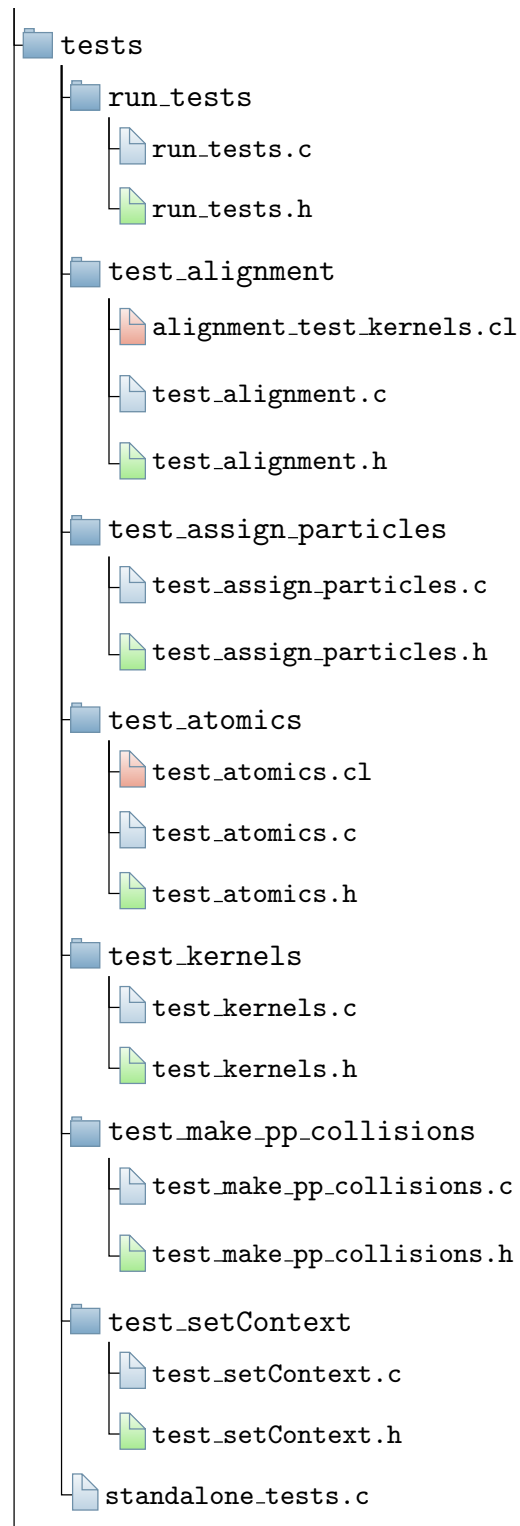 tests
run_tests
run_tests.c
run_tests.h
test_alignment
alignment_test_kernels.cl
test_alignment.c
test_alignment.h
test_assign_particles
test_assign_particles.c
test_assign_particles.h
test_atomics
test_atomics.cl
test_atomics.c
test_atomics.h
test_kernels
test_kernels.c
test_kernels.h
test_make_pp_collisions
test_make_pp_collisions.c
test_make_pp_collisions.h
test_setContext
test_setContext.c
test_setContext.h
standalone_tests.c